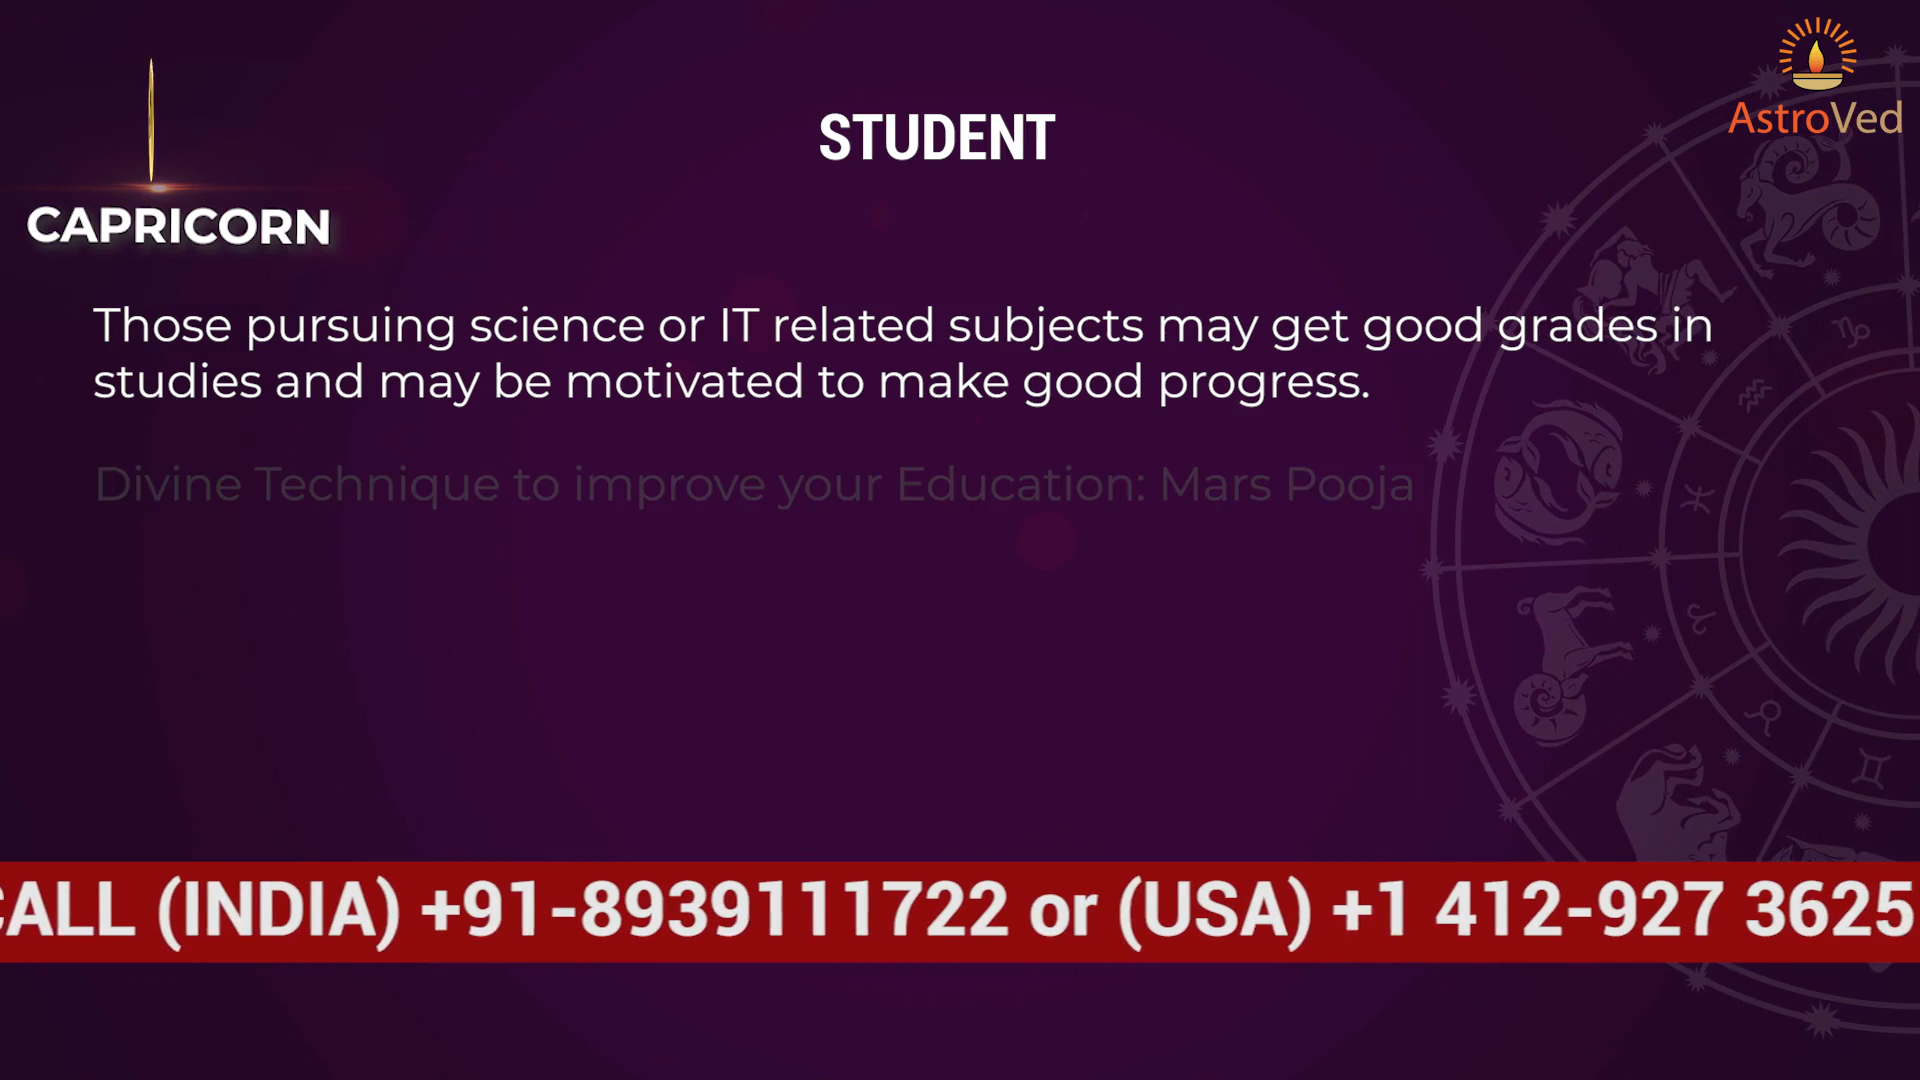 AstroVed
STUDENT
CAPRICORN
Those pursuing science or IT related subjects may get good grades in
studies and may be motivated to make good progress.
Divine Technique to improve your Education: Mars Pooja
CALL (INDIA) +91-8939111722 or (USA) +1 412-927 3625